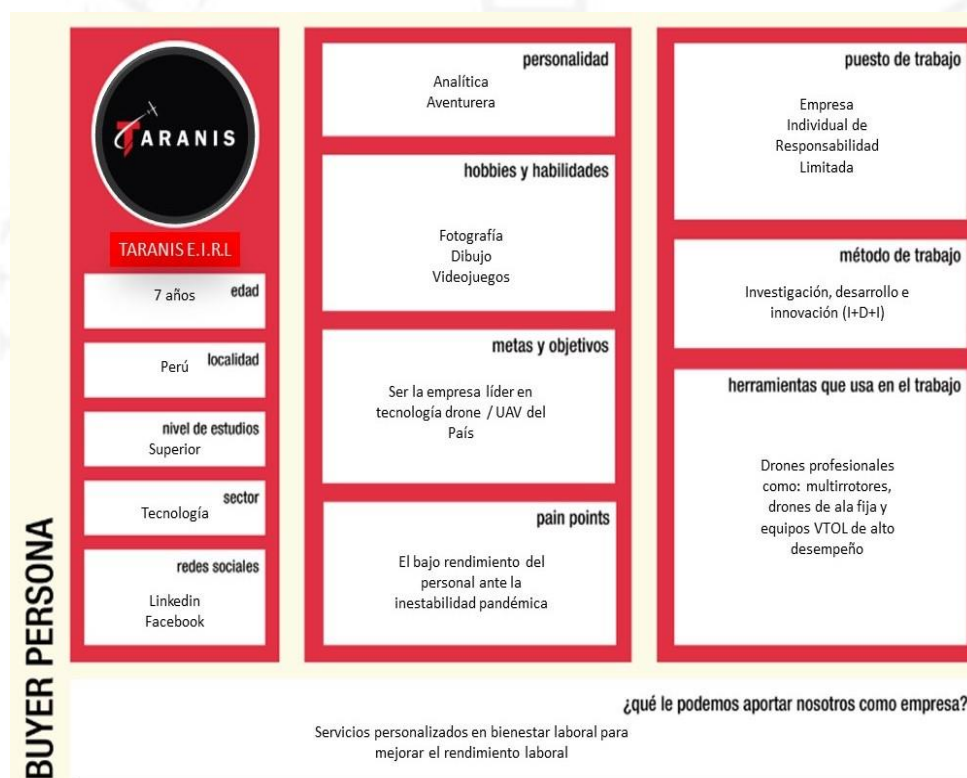 BUYER PERSONA
TARANIS
TARANIS E.I.R.L
edad
7 años
localidad
Perú
nivel de estudios
Superior
sector
Tecnología
redes sociales
Linkedin
Facebook
personalidad
Analítica
Aventurera
hobbies y habilidades
Fotografía
Dibujo
Videojuegos
metas y objetivos
Ser la empresa líder en
tecnología drone / UAV del
País
pain points
El bajo rendimiento del
personal ante la
inestabilidad pandémica
puesto de trabajo
Empresa
Individual de
Responsabilidad
Limitada
método de trabajo
Investigación, desarrollo e
innovación (I+D+I)
herramientas que usa en el trabajo
Drones profesionales
como: multirrotores,
drones de ala fija y
equipos VTOL de alto
desempeño
¿qué le podemos aportar nosotros como empresa?
Servicios personalizados en bienestar laboral para
mejorar el rendimiento laboral